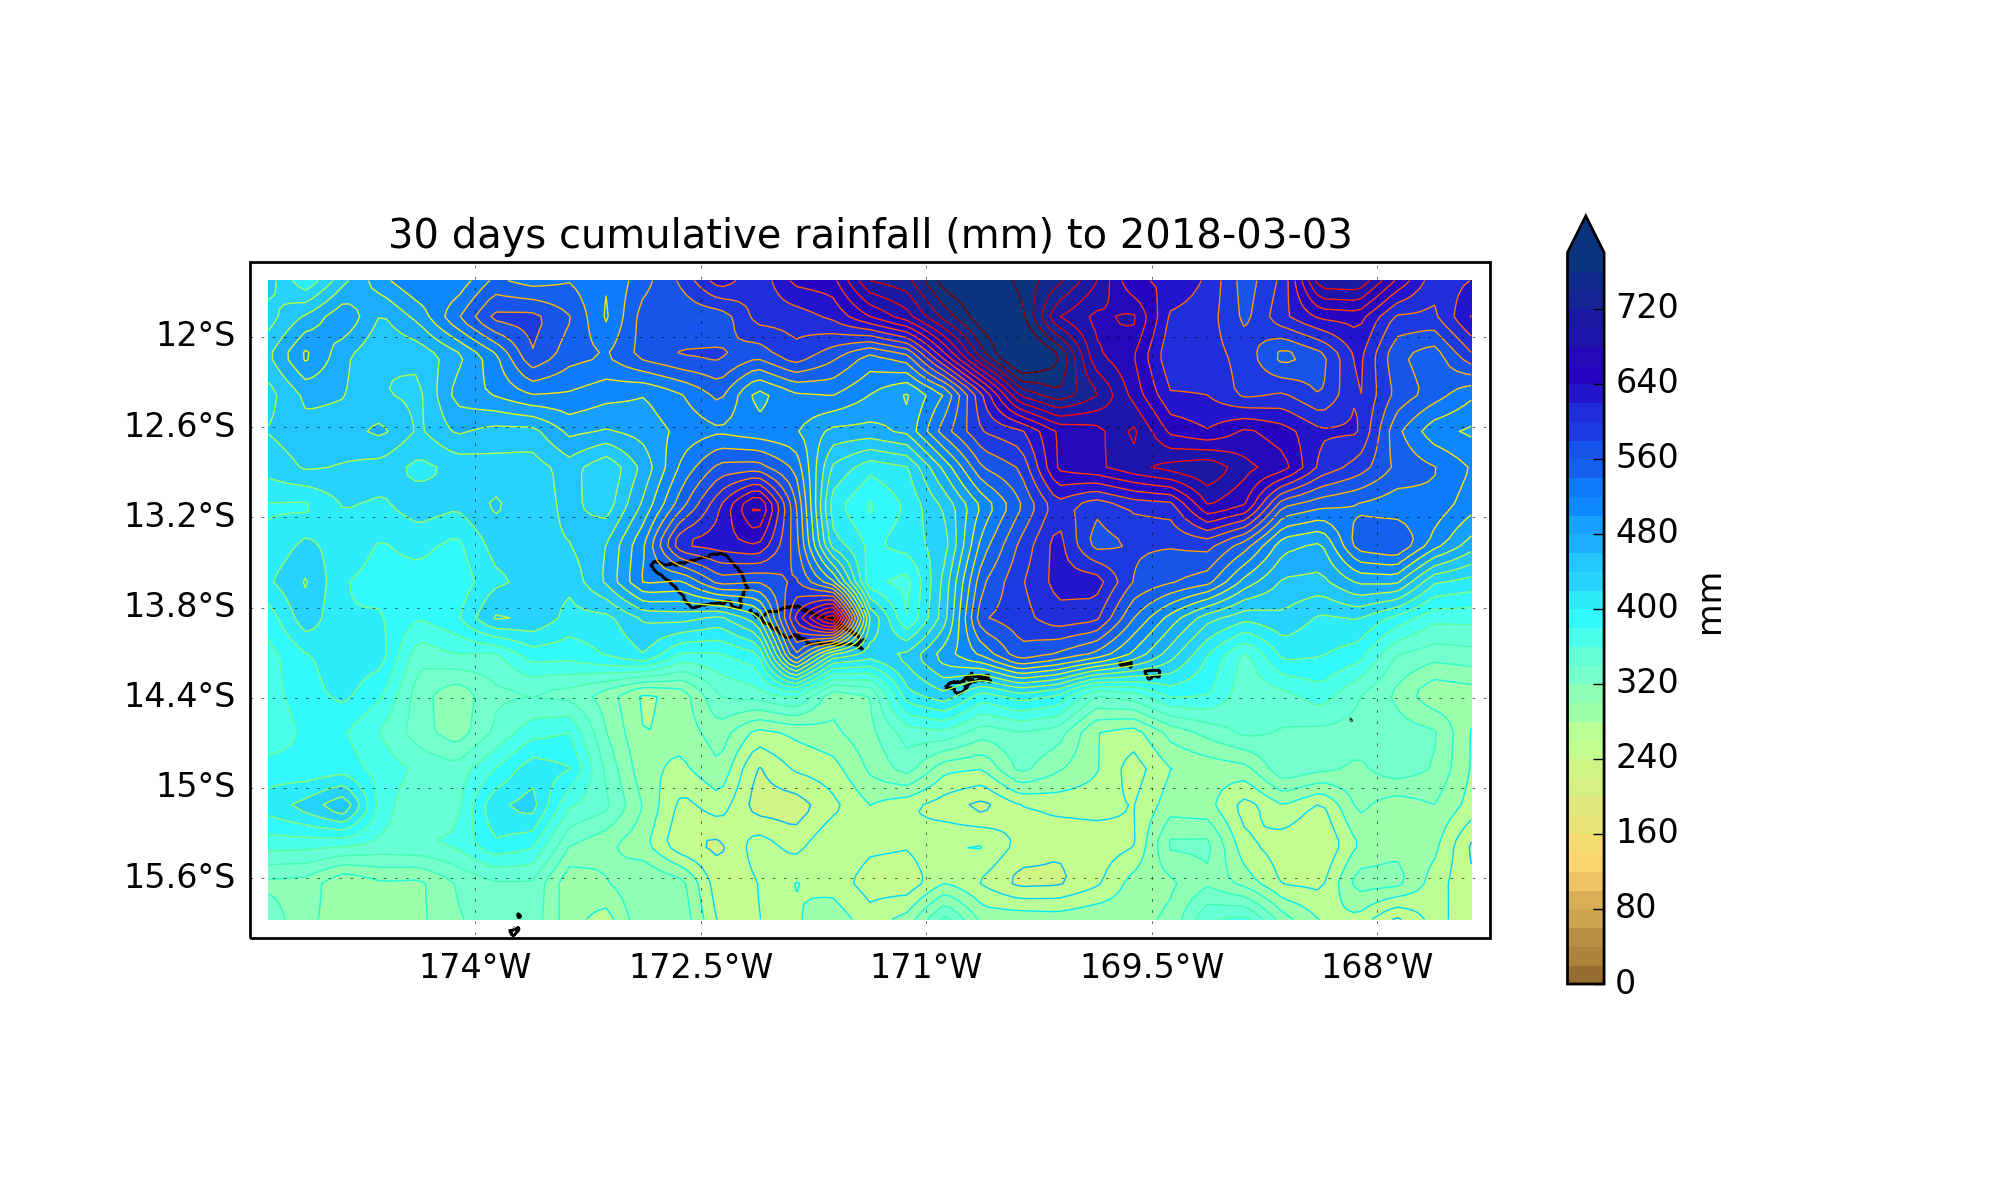 30 days cumulative rainfall (mm) to 2018-03-03
12°S
12.6°S
13.2°S
13.8°S
14.4°S
15°S
15.6°S
174°W
172.5°W
171°W
169.5°W
168°W
720
640
560
480
400
320
240
160
80
0
mm